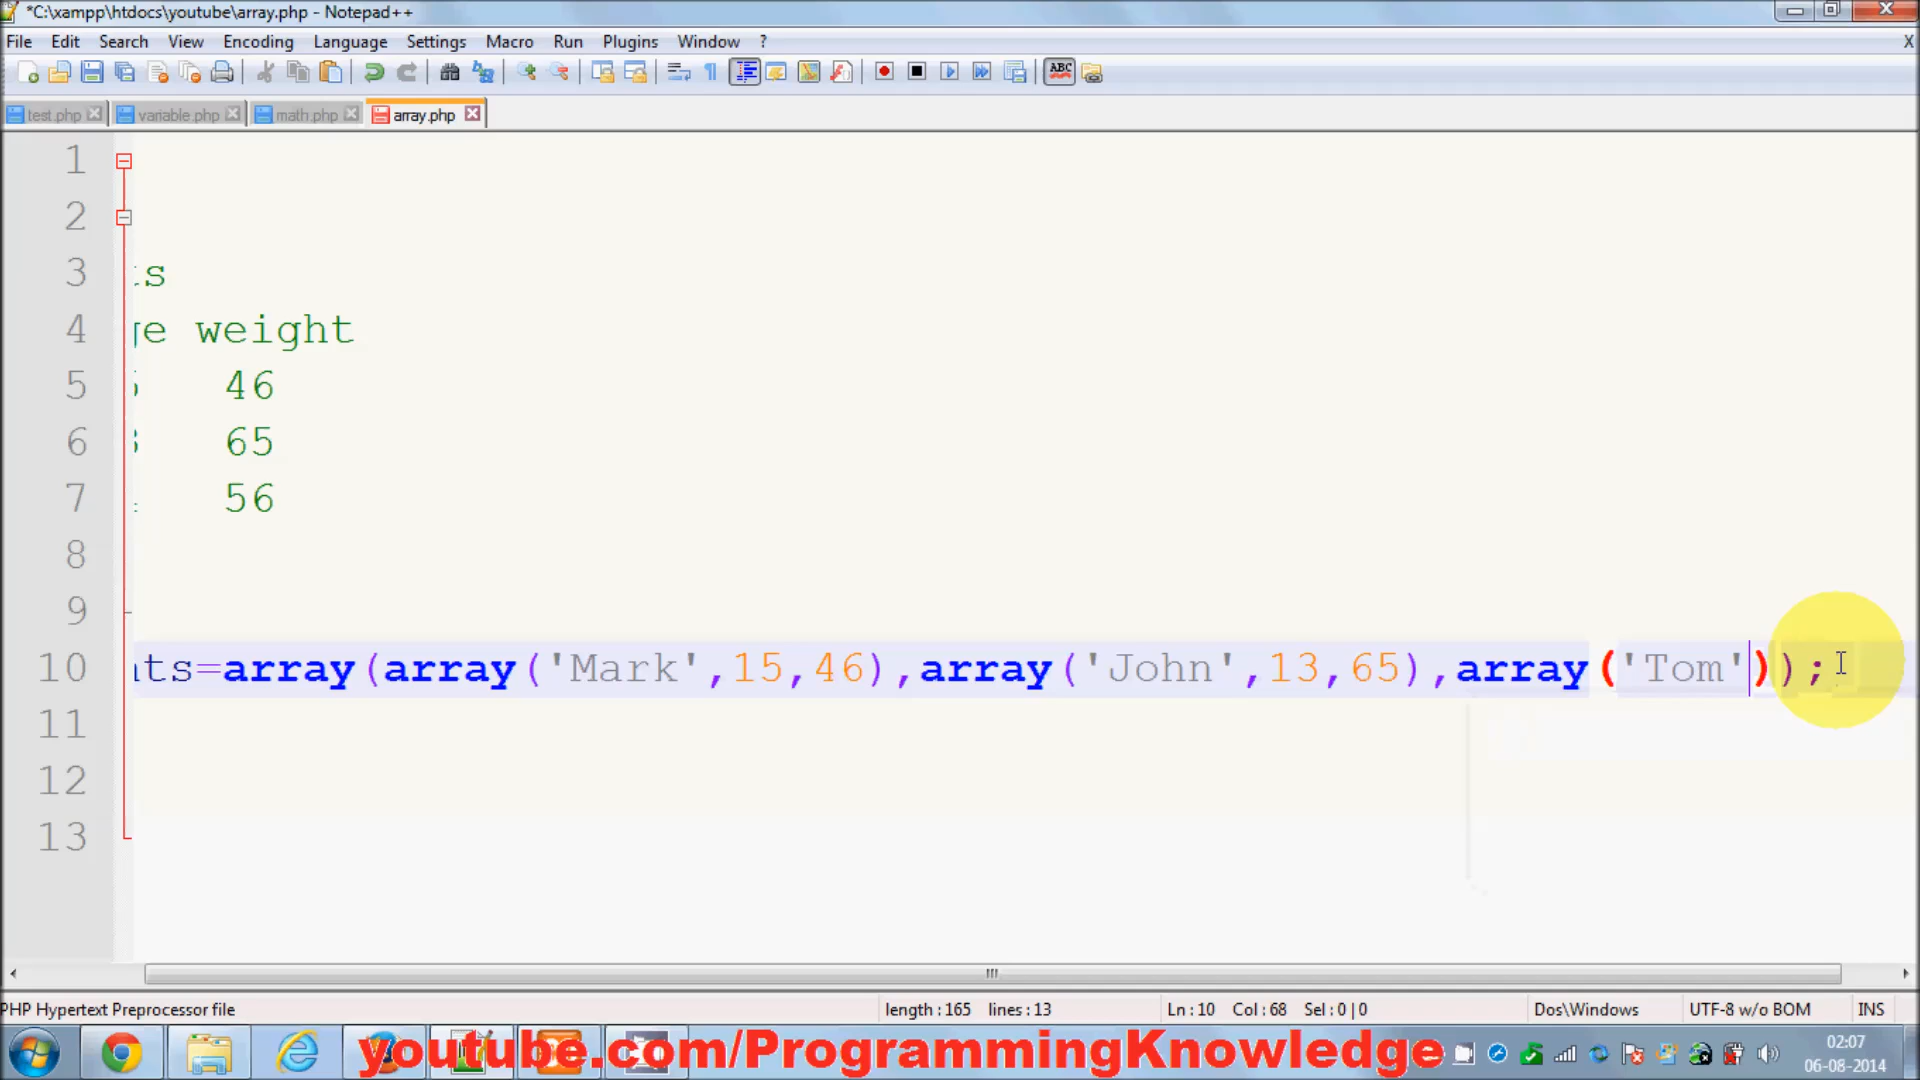 *C:\xampp\htdocs\youtube\array.php - Notepad++
File Edit Search View Encoding Language Settings Macro Run Plugins Window ? X
ABC
test.php variable.php math.php array.php
1
2
3 ts
4 ge weight
5 46
6 65
7 56
8
9
10 nts=array(array('Mark',15,46),array('John',13,65),array('Tom'));
11
12
13
PHP Hypertext Preprocessor file length : 165 lines : 13 Ln : 10 Col : 68 Sel : 0 | 0 Dos\Windows UTF-8 w/o BOM INS
youtube.com/ProgrammingKnowledge
02:07
06-08-2014